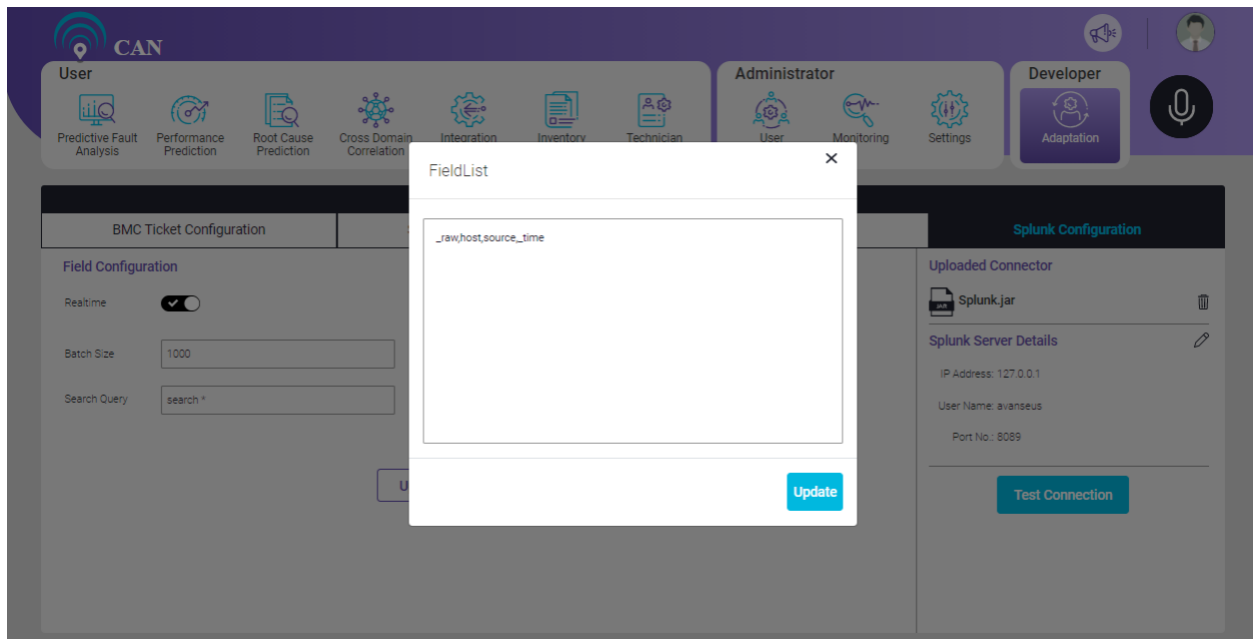 CAN
User
Administrator
Developer
Predictive Fault
Analysis
Performance
Prediction
Root Cause
Prediction
Cross Domain
Correlation
Integration
Inventory
Technician
User
Monitoring
Settings
Adaptation
FieldList
_raw,host,source,_time
Update
BMC Ticket Configuration
Splunk Configuration
Field Configuration
Realtime
Batch Size
1000
Search Query
search *
U
Uploaded Connector
JAR
Splunk.jar
Splunk Server Details
IP Address: 127.0.0.1
User Name: avanseus
Port No.: 8089
Test Connection